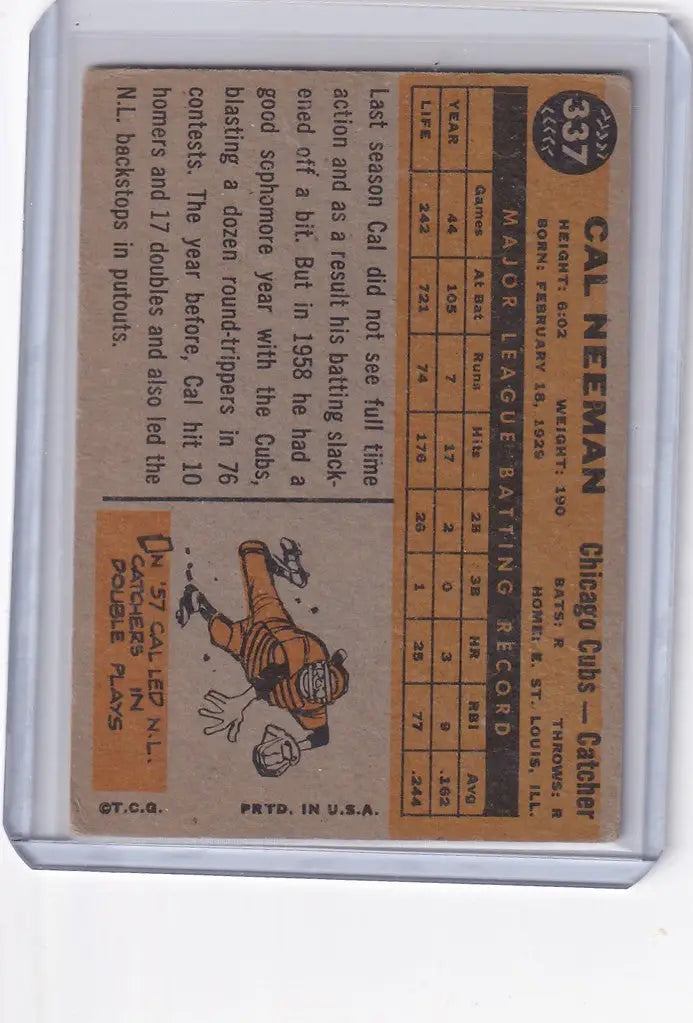 337
CAL NEEMAN Chicago Cubs — Catcher
HEIGHT: 6:02 WEIGHT: 190 BATS: R THROWS: R
BORN: FEBRUARY 18, 1929 HOME: E. ST. LOUIS, ILL.
MAJOR LEAGUE BATTING RECORD
Games At Bat Runs Hits 2B 3B HR RBI Avg
YEAR 44 105 7 17 2 0 3 9 .162
LIFE 242 721 74 176 26 1 25 77 .244
Last season Cal did not see full time
action and as a result his batting slack-
ened off a bit. But in 1958 he had a
good sophomore year with the Cubs,
blasting a dozen round-trippers in 76
contests. The year before, Cal hit 10
homers and 17 doubles and also led the
N.L. backstops in putouts.
IN '57 CAL LED N.L.
CATCHERS IN
DOUBLE PLAYS
©T.C.G. PRTD. IN U.S.A.